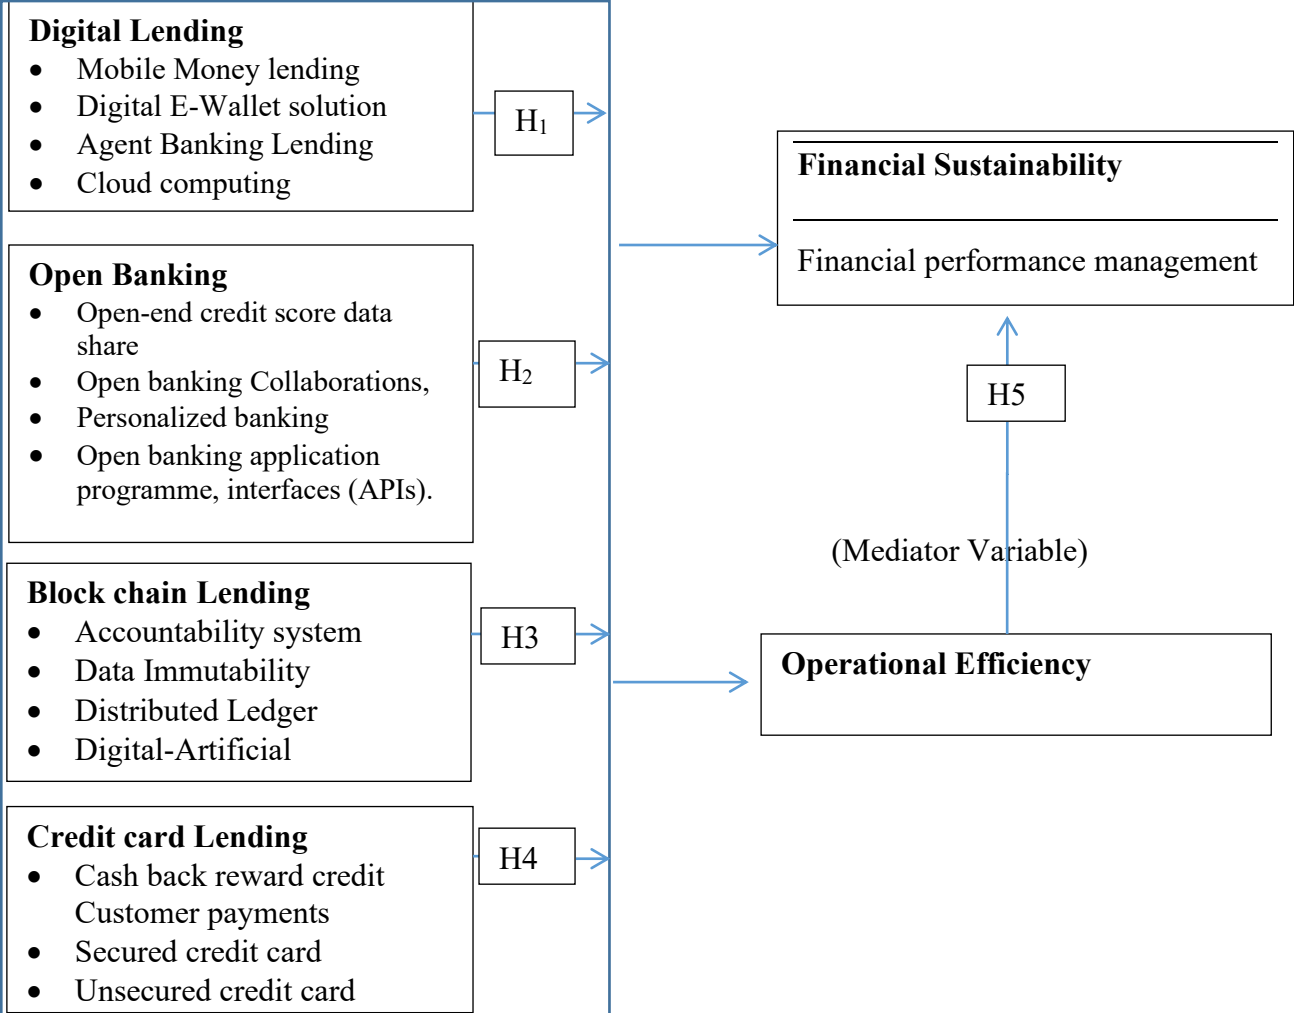 Digital Lending
• Mobile Money lending
• Digital E-Wallet solution
• Agent Banking Lending
• Cloud computing
H1
Open Banking
• Open-end credit score data
share
• Open banking Collaborations,
• Personalized banking
• Open banking application
programme, interfaces (APIs).
H2
Block chain Lending
• Accountability system
• Data Immutability
• Distributed Ledger
• Digital-Artificial
H3
Credit card Lending
• Cash back reward credit
Customer payments
• Secured credit card
• Unsecured credit card
H4
Financial Sustainability
Financial performance management
H5
(Mediator Variable)
Operational Efficiency